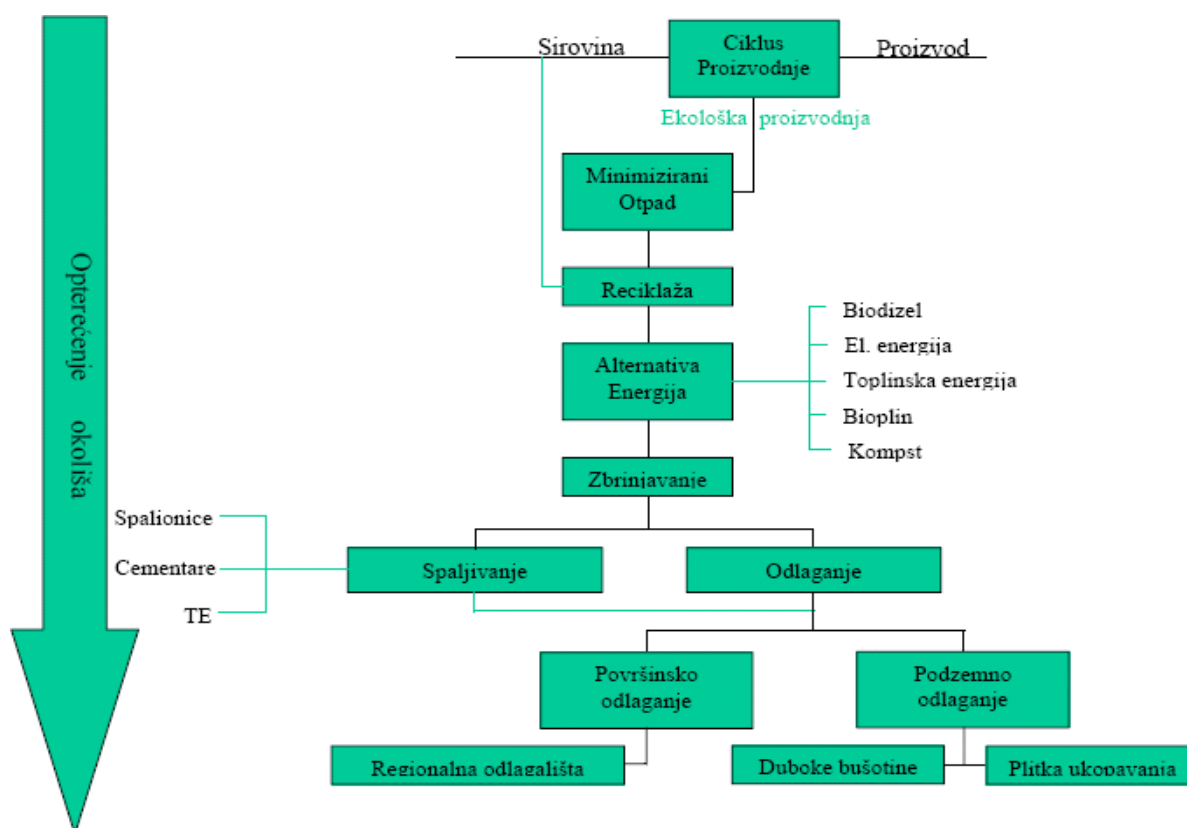 Sirovina
Ciklus
Proizvodnje
Proizvod
Ekološka proizvodnja
Minimizirani
Otpad
Reciklaža
Alternativa
Energija
Biodizel
El. energija
Toplinska energija
Bioplin
Kompst
Zbrinjavanje
Opterećenje okoliša
Spalionice
Cementare
TE
Spaljivanje
Odlaganje
Površinsko
odlaganje
Podzemno
odlaganje
Regionalna odlagališta
Duboke bušotine
Plitka ukopavanja